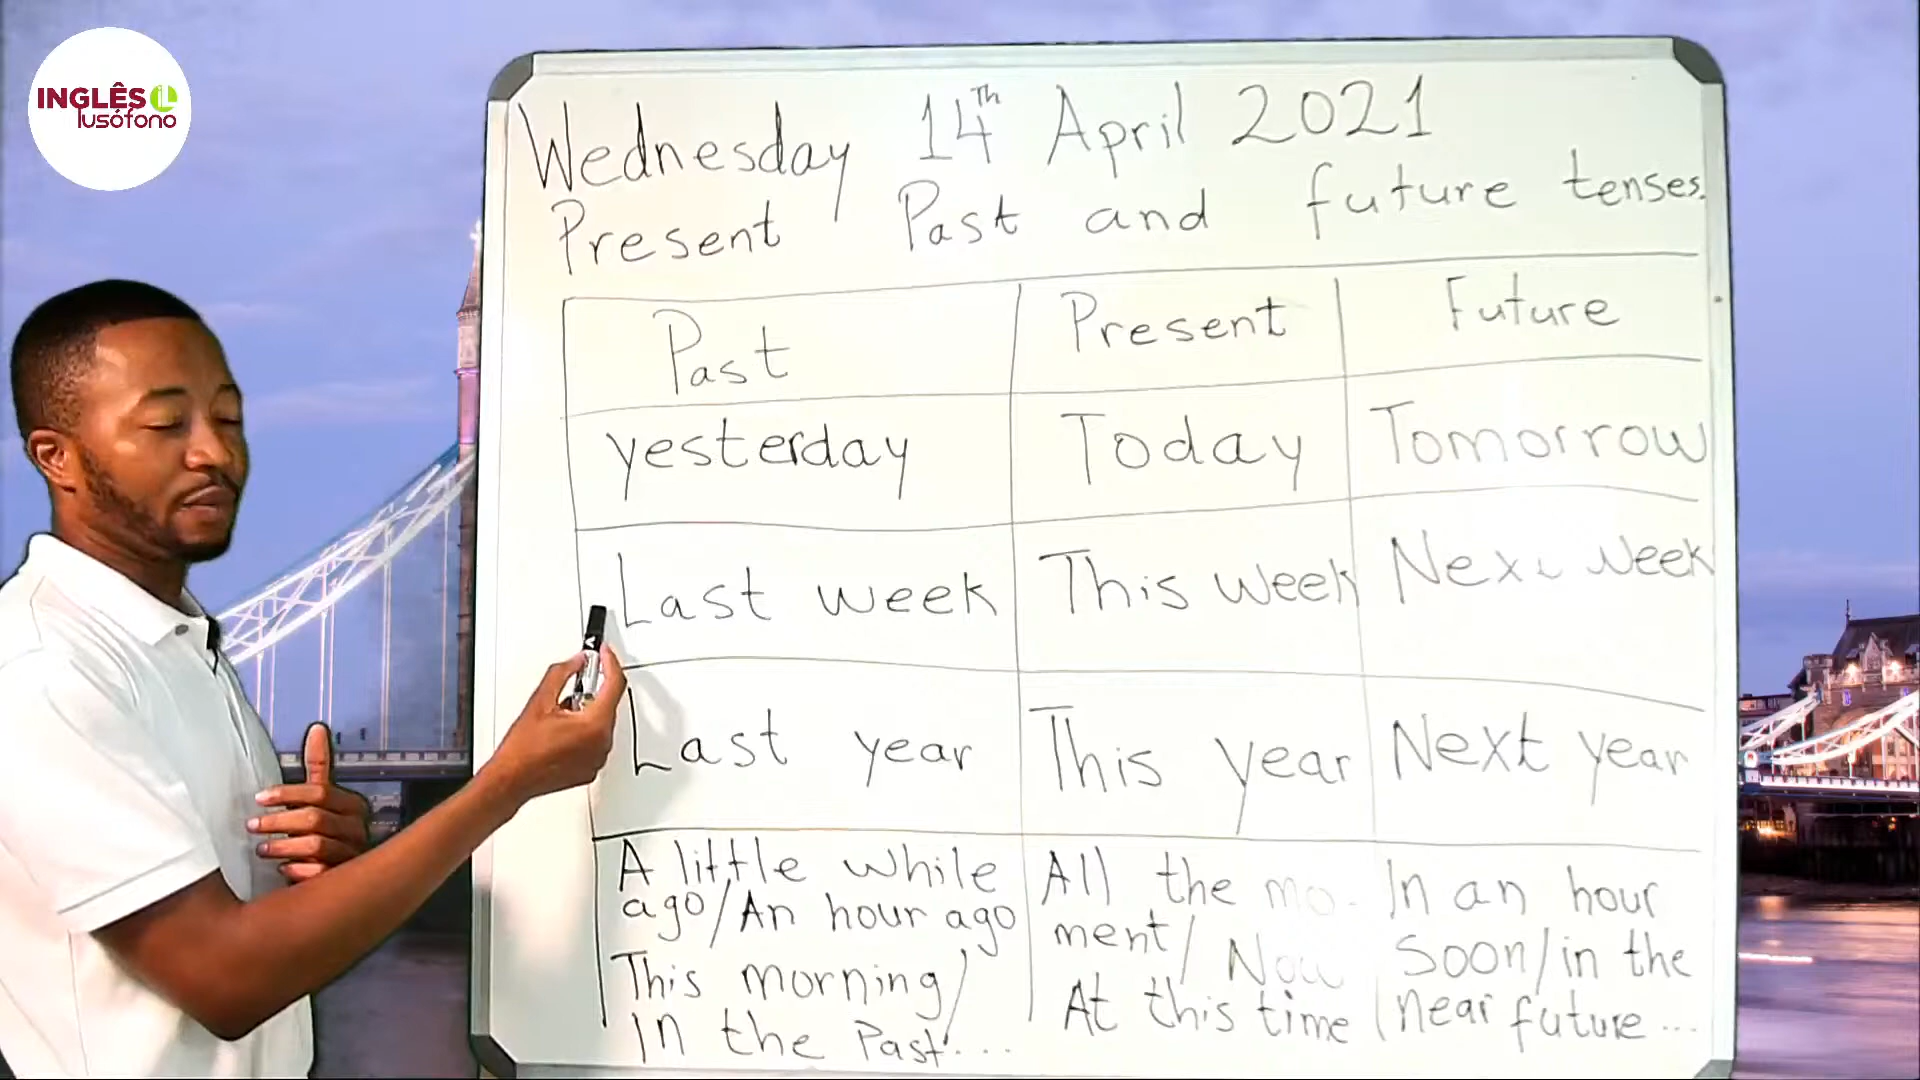 INGLÊS
lusófono
Wednesday 14th April 2021
Present Past and future tenses.
Past Present Future
yesterday Today Tomorrow
Last week This week Next week
Last year This year Next year
A little while
ago/An hour ago
This morning/
In the Past....
All the mo-
ment/ Now
At this time
In an hour
Soon/in the
near future...